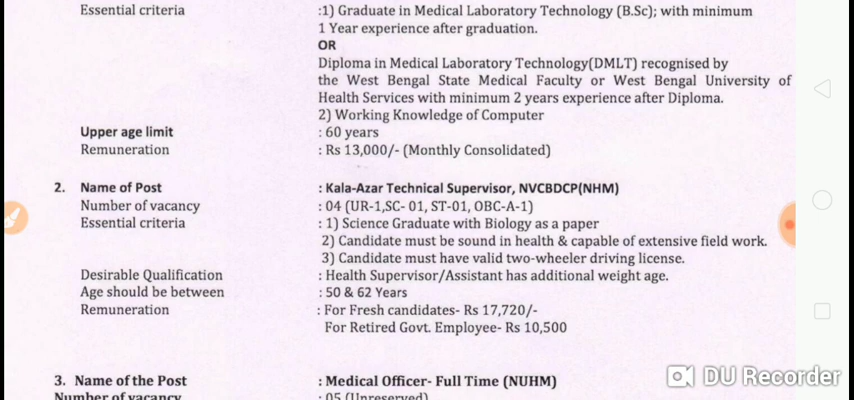 Essential criteria :1) Graduate in Medical Laboratory Technology (B.Sc); with minimum
1 Year experience after graduation.
OR
Diploma in Medical Laboratory Technology(DMLT) recognised by
the West Bengal State Medical Faculty or West Bengal University of
Health Services with minimum 2 years experience after Diploma.
2) Working Knowledge of Computer
Upper age limit : 60 years
Remuneration : Rs 13,000/- (Monthly Consolidated)
2. Name of Post : Kala-Azar Technical Supervisor, NVCBDCP(NHM)
Number of vacancy : 04 (UR-1,SC- 01, ST-01, OBC-A-1)
Essential criteria : 1) Science Graduate with Biology as a paper
2) Candidate must be sound in health & capable of extensive field work.
3) Candidate must have valid two-wheeler driving license.
Desirable Qualification : Health Supervisor/Assistant has additional weight age.
Age should be between : 50 & 62 Years
Remuneration : For Fresh candidates- Rs 17,720/-
For Retired Govt. Employee- Rs 10,500
3. Name of the Post : Medical Officer- Full Time (NUHM)
Number of vacancy : 05 (Unreserved)
DU Recorder